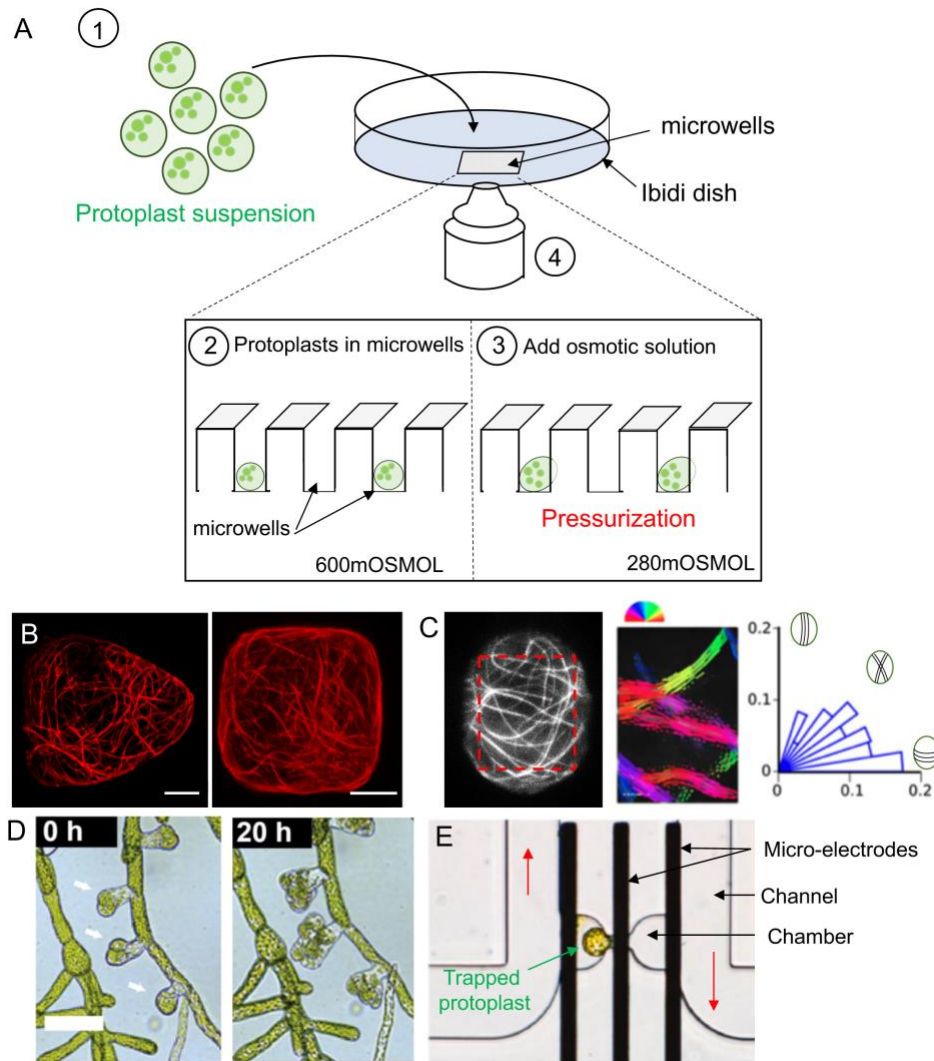 A
1
Protoplast suspension
microwells
Ibidi dish
4
2 Protoplasts in microwells
3 Add osmotic solution
microwells
Pressurization
600mOSMOL
280mOSMOL
B
C
0.2
0.1
0
0 0.1 0.2
D
0 h
20 h
E
Micro-electrodes
Channel
Chamber
Trapped
protoplast